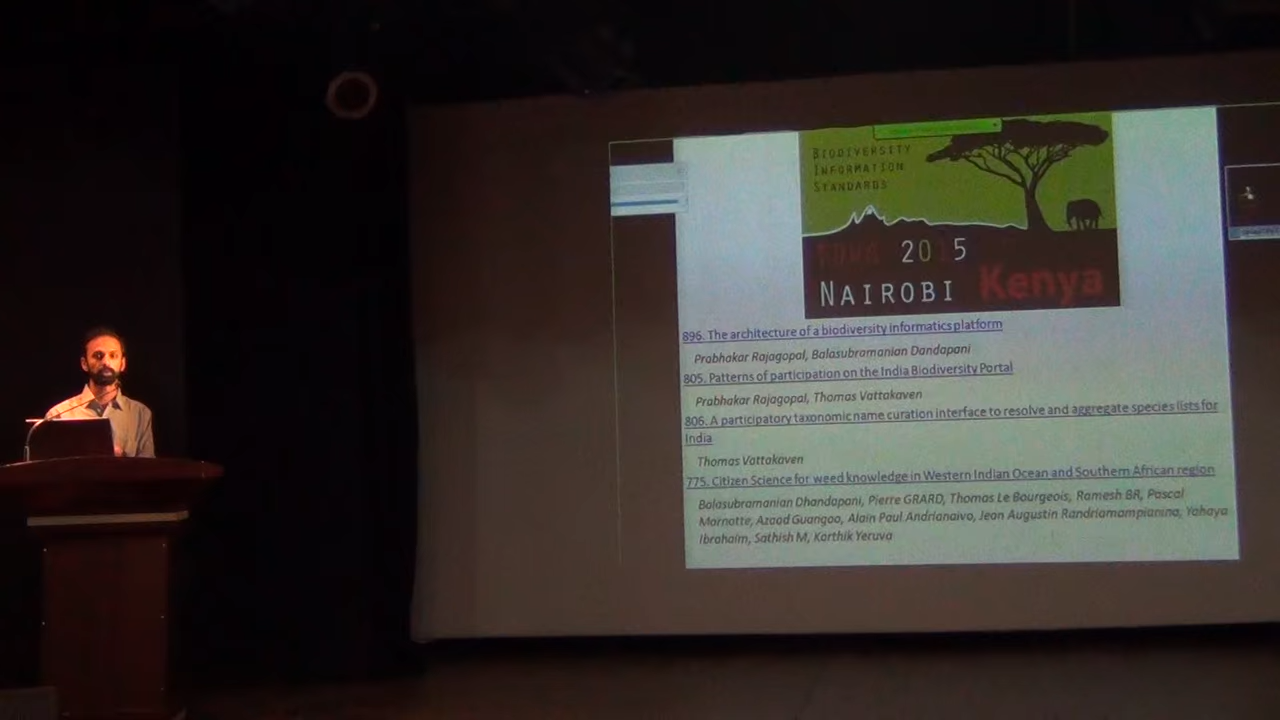 BIODIVERSITY
INFORMATION
STANDARDS
2015
NAIROBI Kenya
896. The architecture of a biodiversity informatics platform
Prabhakar Rajagopal, Balasubramanian Dandapani
805. Patterns of participation on the India Biodiversity Portal
Prabhakar Rajagopal, Thomas Vattakaven
806. A participatory taxonomic name curation interface to resolve and aggregate species lists for
India
Thomas Vattakaven
775. Citizen Science for weed knowledge in Western Indian Ocean and Southern African region
Balasubramanian Dhandapani, Pierre GRARD, Thomas Le Bourgeois, Ramesh BR, Pascal
Marnotte, Azaad Gungoo, Alain Paul Andrianaivo, Jean Augustin Randriamampianina, Yahaya
Ibrahaim, Sathish M, Karthik Yeruva